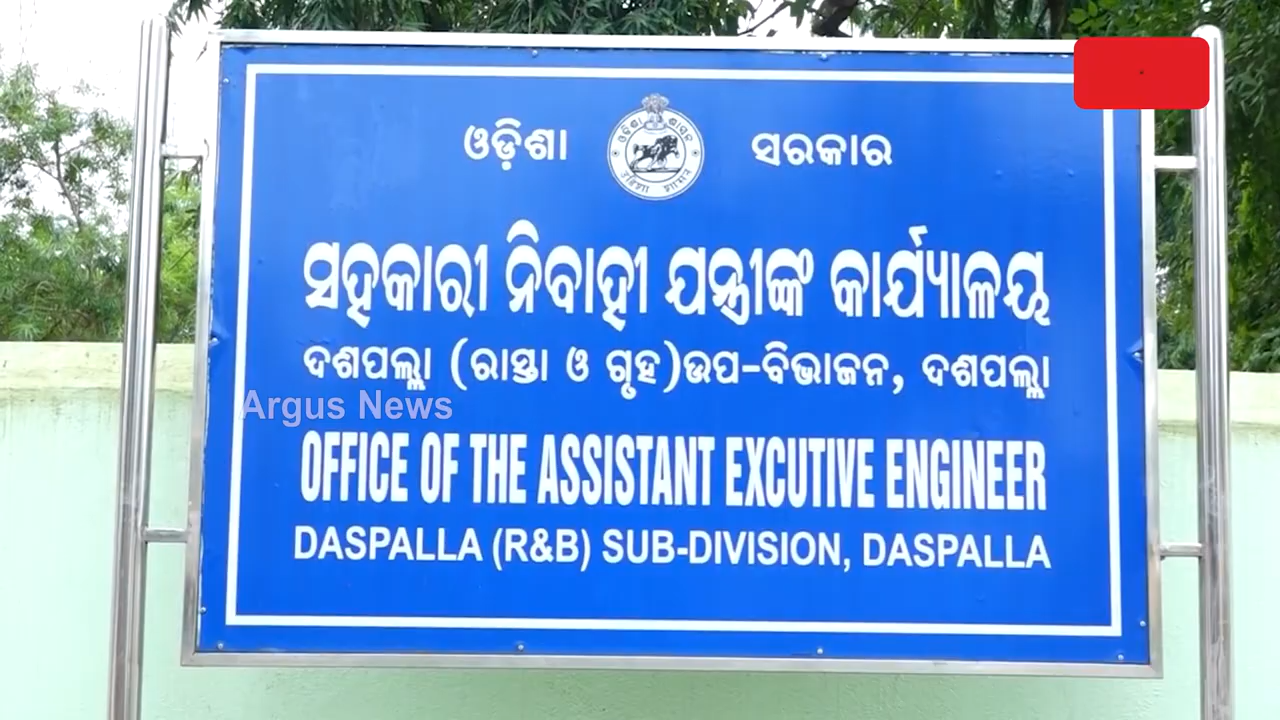 ଓଡ଼ିଶା ସରକାର
ସହକାରୀ ନିବାହୀ ଯନ୍ତ୍ରୀଙ୍କ କାର୍ଯ୍ୟାଳୟ
ଦଶପଲ୍ଲା (ରାସ୍ତା ଓ ଗୃହ)ଉପ-ବିଭାଜନ, ଦଶପଲ୍ଲା
Argus News
OFFICE OF THE ASSISTANT EXCUTIVE ENGINEER
DASPALLA (R&B) SUB-DIVISION, DASPALLA